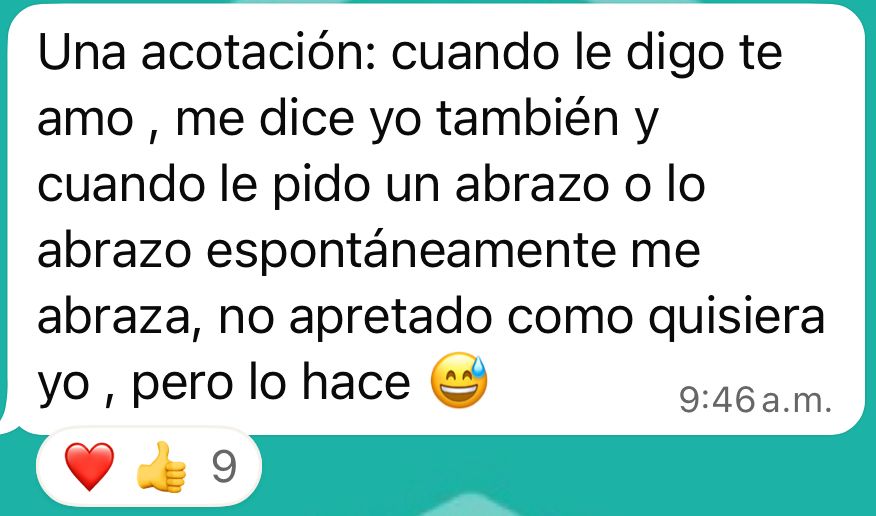 Una acotación: cuando le digo te
amo , me dice yo también y
cuando le pido un abrazo o lo
abrazo espontáneamente me
abraza, no apretado como quisiera
yo , pero lo hace 😅
9:46 a.m.
❤️ 👍 9